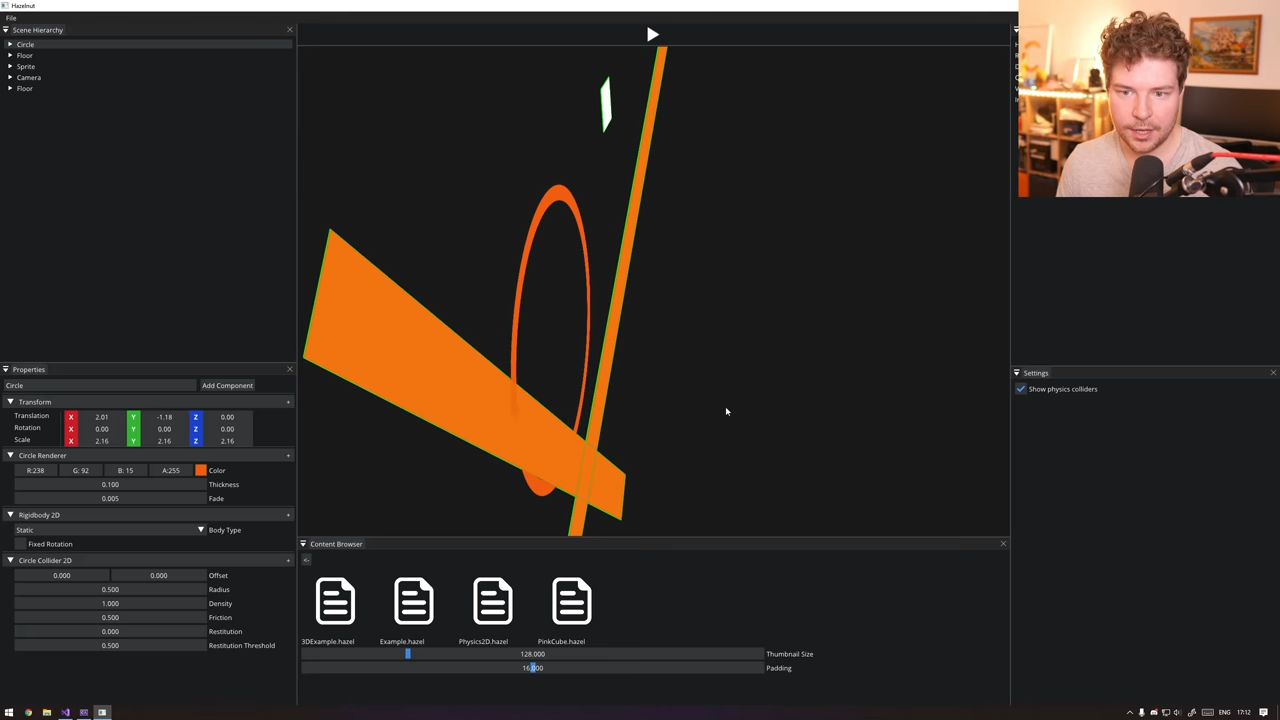 Hazelnut
File
Scene Hierarchy
Circle
Floor
Sprite
Camera
Floor
Properties
Circle
Add Component
Transform
Translation X 2.01 Y -1.18 Z 0.00
Rotation X 0.00 Y 0.00 Z 0.00
Scale X 2.16 Y 2.16 Z 2.16
Circle Renderer
R:238 G: 92 B: 15 A:255 Color
0.100 Thickness
0.005 Fade
Rigidbody 2D
Static Body Type
Fixed Rotation
Circle Collider 2D
0.000 0.000 Offset
0.500 Radius
1.000 Density
0.500 Friction
0.000 Restitution
0.500 Restitution Threshold
Content Browser
<-
3DExample.hazel Example.hazel Physics2D.hazel PinkCube.hazel
128.000 Thumbnail Size
16.000 Padding
Settings
Show physics colliders
ENG 17:12